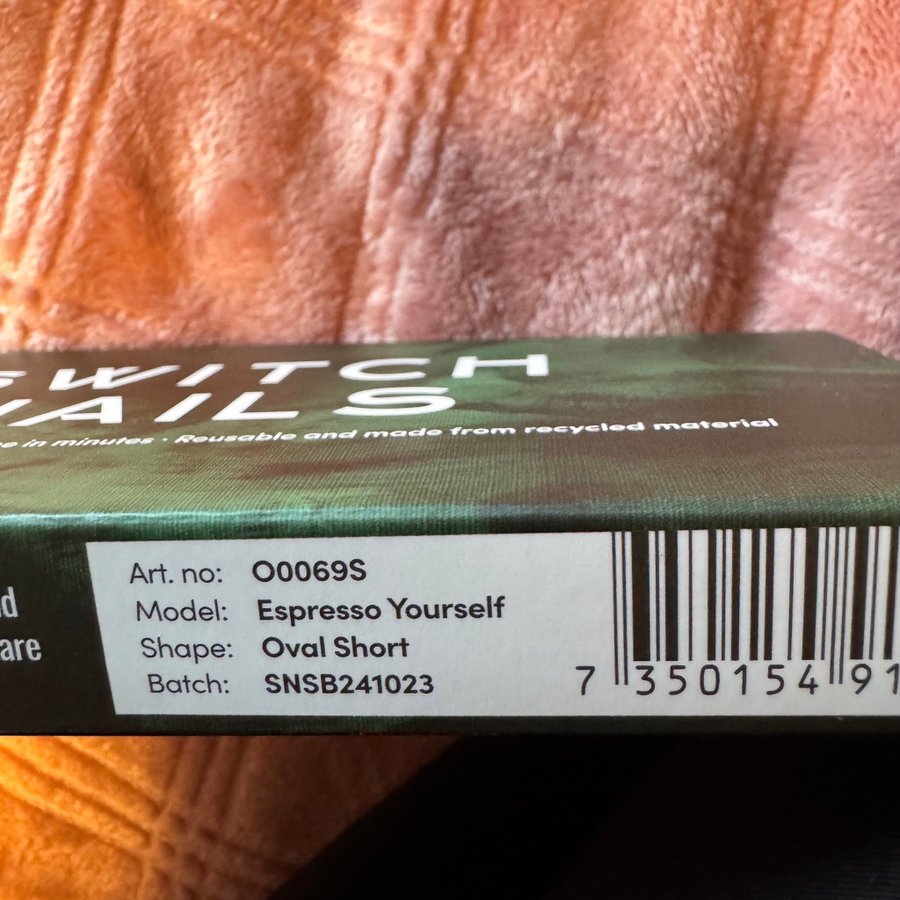 SWITCH
NAILS
in minutes · Reusable and made from recycled material
Art. no: O0069S
Model: Espresso Yourself
Shape: Oval Short
Batch: SNSB241023
are
7 350154 91